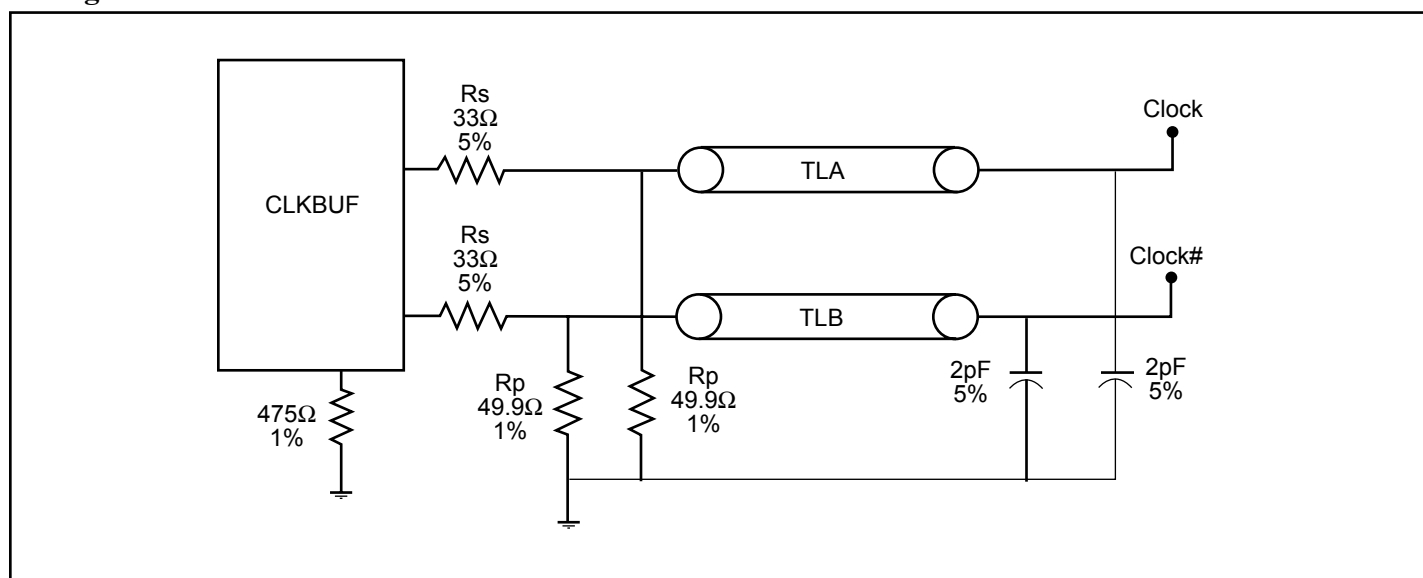 Rs
33Ω
5%
Clock
TLA
CLKBUF
Rs
33Ω
5%
Clock#
TLB
Rp
49.9Ω
1%
Rp
49.9Ω
1%
2pF
5%
2pF
5%
475Ω
1%